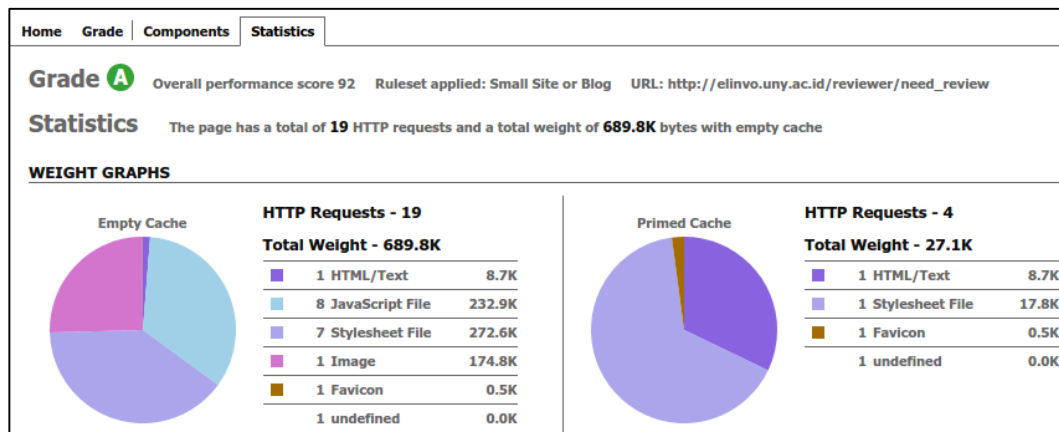 Home Grade Components Statistics
Grade A Overall performance score 92 Ruleset applied: Small Site or Blog URL: http://elinvo.uny.ac.id/reviewer/need_review
Statistics The page has a total of 19 HTTP requests and a total weight of 689.8K bytes with empty cache
WEIGHT GRAPHS
Empty Cache
HTTP Requests - 19
Total Weight - 689.8K
1 HTML/Text 8.7K
8 JavaScript File 232.9K
7 Stylesheet File 272.6K
1 Image 174.8K
1 Favicon 0.5K
1 undefined 0.0K
Primed Cache
HTTP Requests - 4
Total Weight - 27.1K
1 HTML/Text 8.7K
1 Stylesheet File 17.8K
1 Favicon 0.5K
1 undefined 0.0K